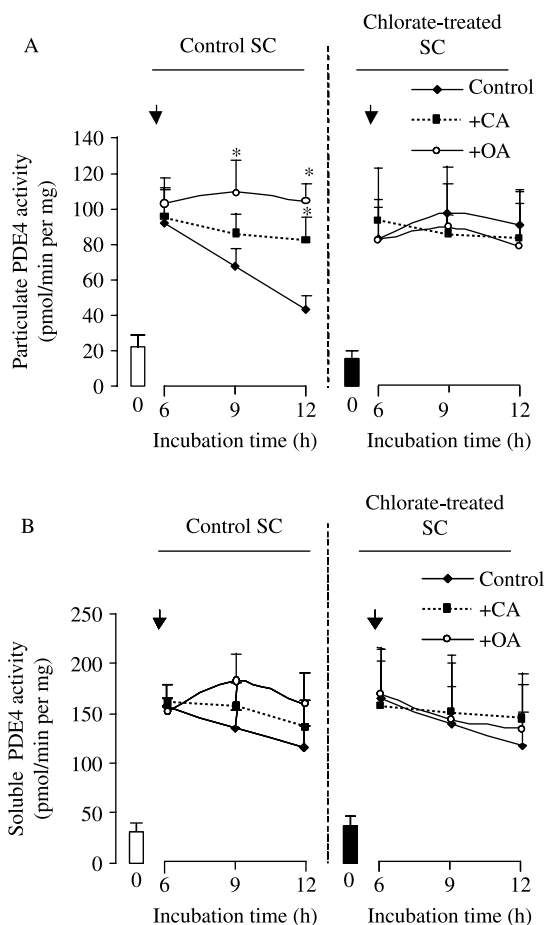 A
Control SC
Chlorate-treated
SC
Control
+CA
+OA
Particulate PDE4 activity
(pmol/min per mg)
140
120
100
80
60
40
20
0
*
*
*
0
6
9
12
0
6
9
12
Incubation time (h)
Incubation time (h)
B
Control SC
Chlorate-treated
SC
Control
+CA
+OA
Soluble PDE4 activity
(pmol/min per mg)
250
200
150
100
50
0
0
6
9
12
0
6
9
12
Incubation time (h)
Incubation time (h)